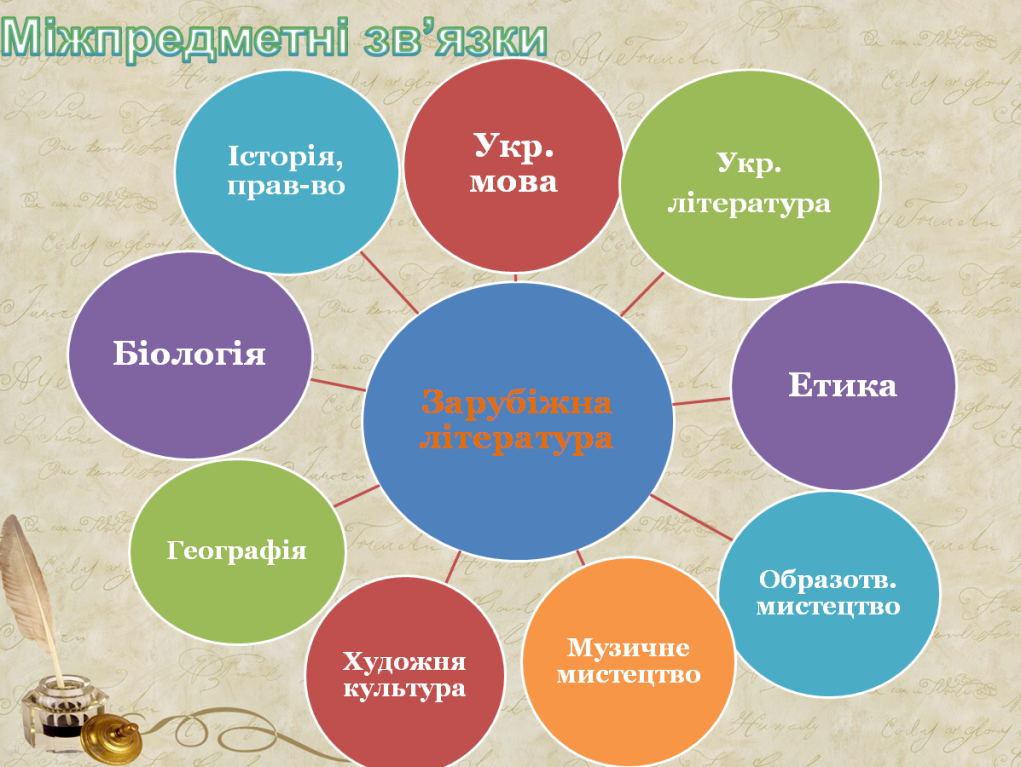 Міжпредметні зв’язки
Історія,
прав-во
Укр.
мова
Укр.
література
Біологія
Етика
Зарубіжна
література
Географія
Образотв.
мистецтво
Художня
культура
Музичне
мистецтво